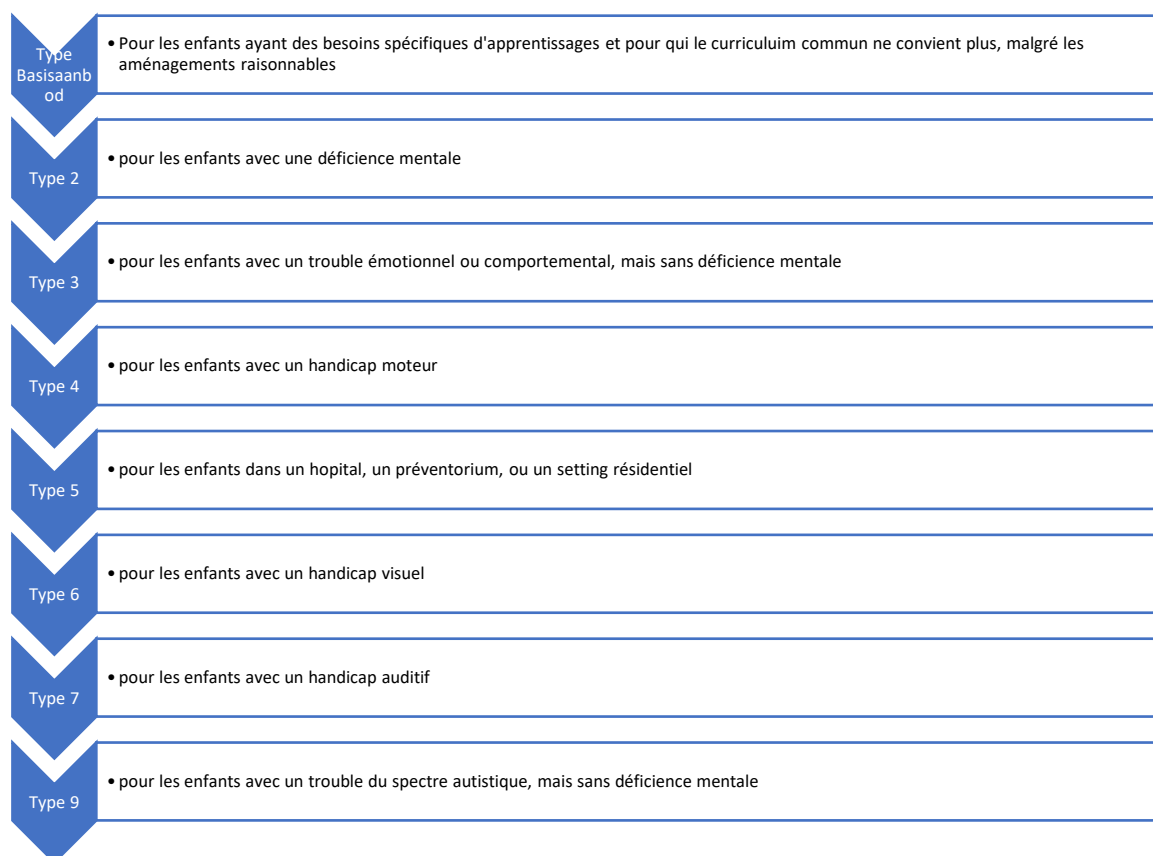 Type
Basisaanb
od
• Pour les enfants ayant des besoins spécifiques d'apprentissages et pour qui le curriculuim commun ne convient plus, malgré les
aménagements raisonnables
Type 2
• pour les enfants avec une déficience mentale
Type 3
• pour les enfants avec un trouble émotionnel ou comportemental, mais sans déficience mentale
Type 4
• pour les enfants avec un handicap moteur
Type 5
• pour les enfants dans un hopital, un préventorium, ou un setting résidentiel
Type 6
• pour les enfants avec un handicap visuel
Type 7
• pour les enfants avec un handicap auditif
Type 9
• pour les enfants avec un trouble du spectre autistique, mais sans déficience mentale